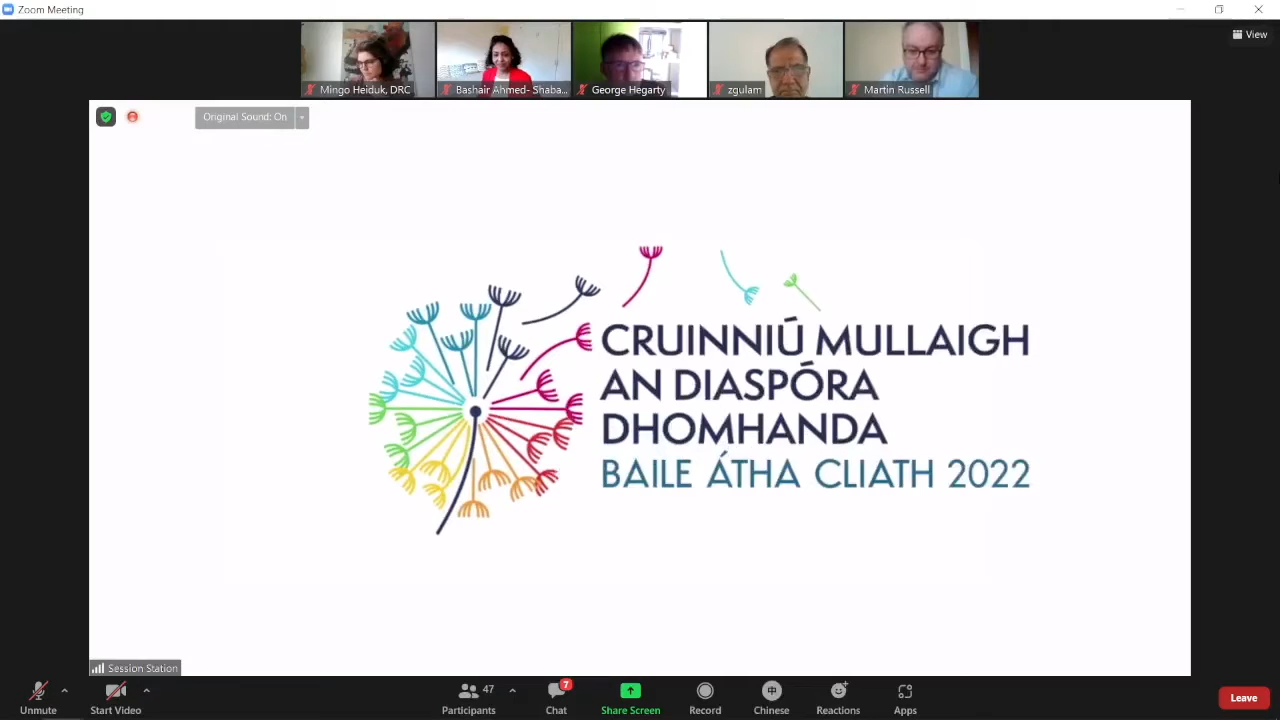 Zoom Meeting
View
Mingo Heiduk, DRC
Bashair Ahmed- Shaba...
George Hegarty
zgulam
Martin Russell
Original Sound: On
CRUINNIÚ MULLAIGH
AN DIASPÓRA
DHOMHANDA
BAILE ÁTHA CLIATH 2022
Session Station
Unmute
Start Video
47
Participants
7
Chat
Share Screen
Record
中
Chinese
Reactions
Apps
Leave